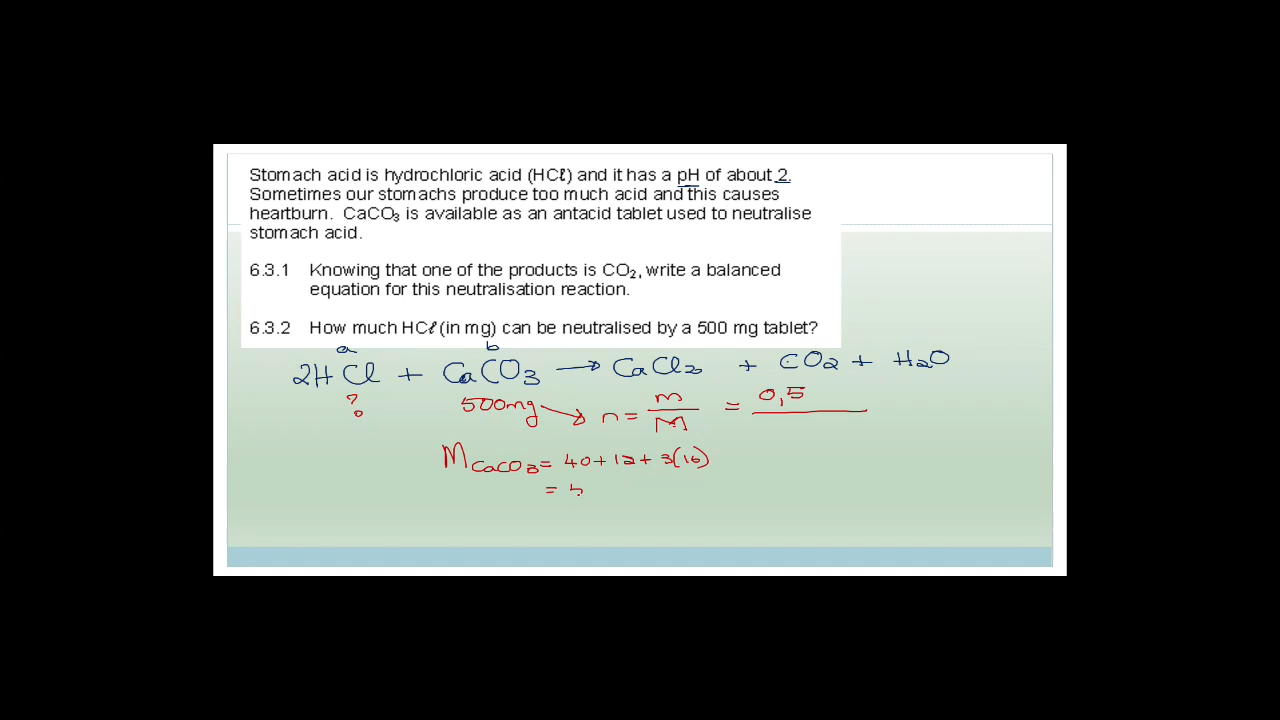 Stomach acid is hydrochloric acid (HCℓ) and it has a pH of about 2.
Sometimes our stomachs produce too much acid and this causes
heartburn. CaCO₃ is available as an antacid tablet used to neutralise
stomach acid.
6.3.1 Knowing that one of the products is CO₂, write a balanced
equation for this neutralisation reaction.
6.3.2 How much HCℓ (in mg) can be neutralised by a 500 mg tablet?
a b
2HCl + CaCO₃ → CaCl₂ + CO₂ + H₂O
? 500mg → n = m/M = 0,5
M CaCO₃ = 40 + 12 + 3(16)
= 5